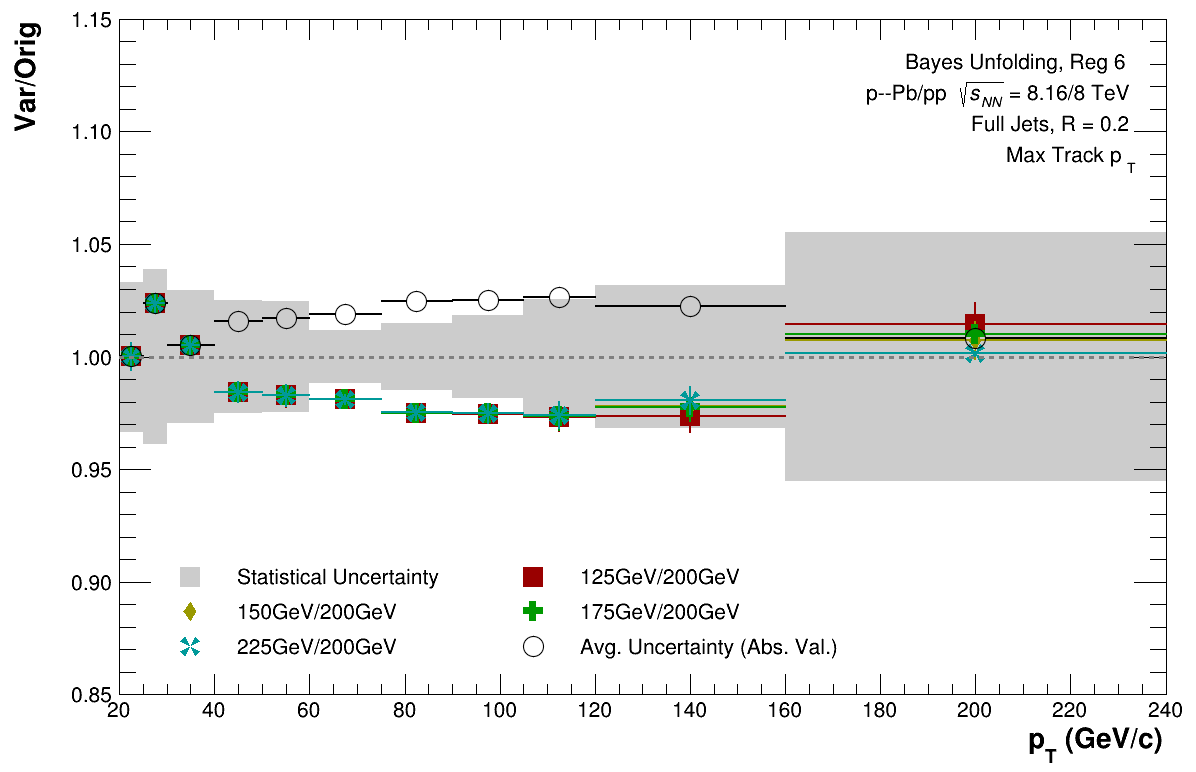 Var/Orig
1.15
1.10
1.05
1.00
0.95
0.90
0.85
Bayes Unfolding, Reg 6
p--Pb/pp √sNN = 8.16/8 TeV
Full Jets, R = 0.2
Max Track pT
Statistical Uncertainty
125GeV/200GeV
150GeV/200GeV
175GeV/200GeV
225GeV/200GeV
Avg. Uncertainty (Abs. Val.)
20 40 60 80 100 120 140 160 180 200 220 240
pT (GeV/c)